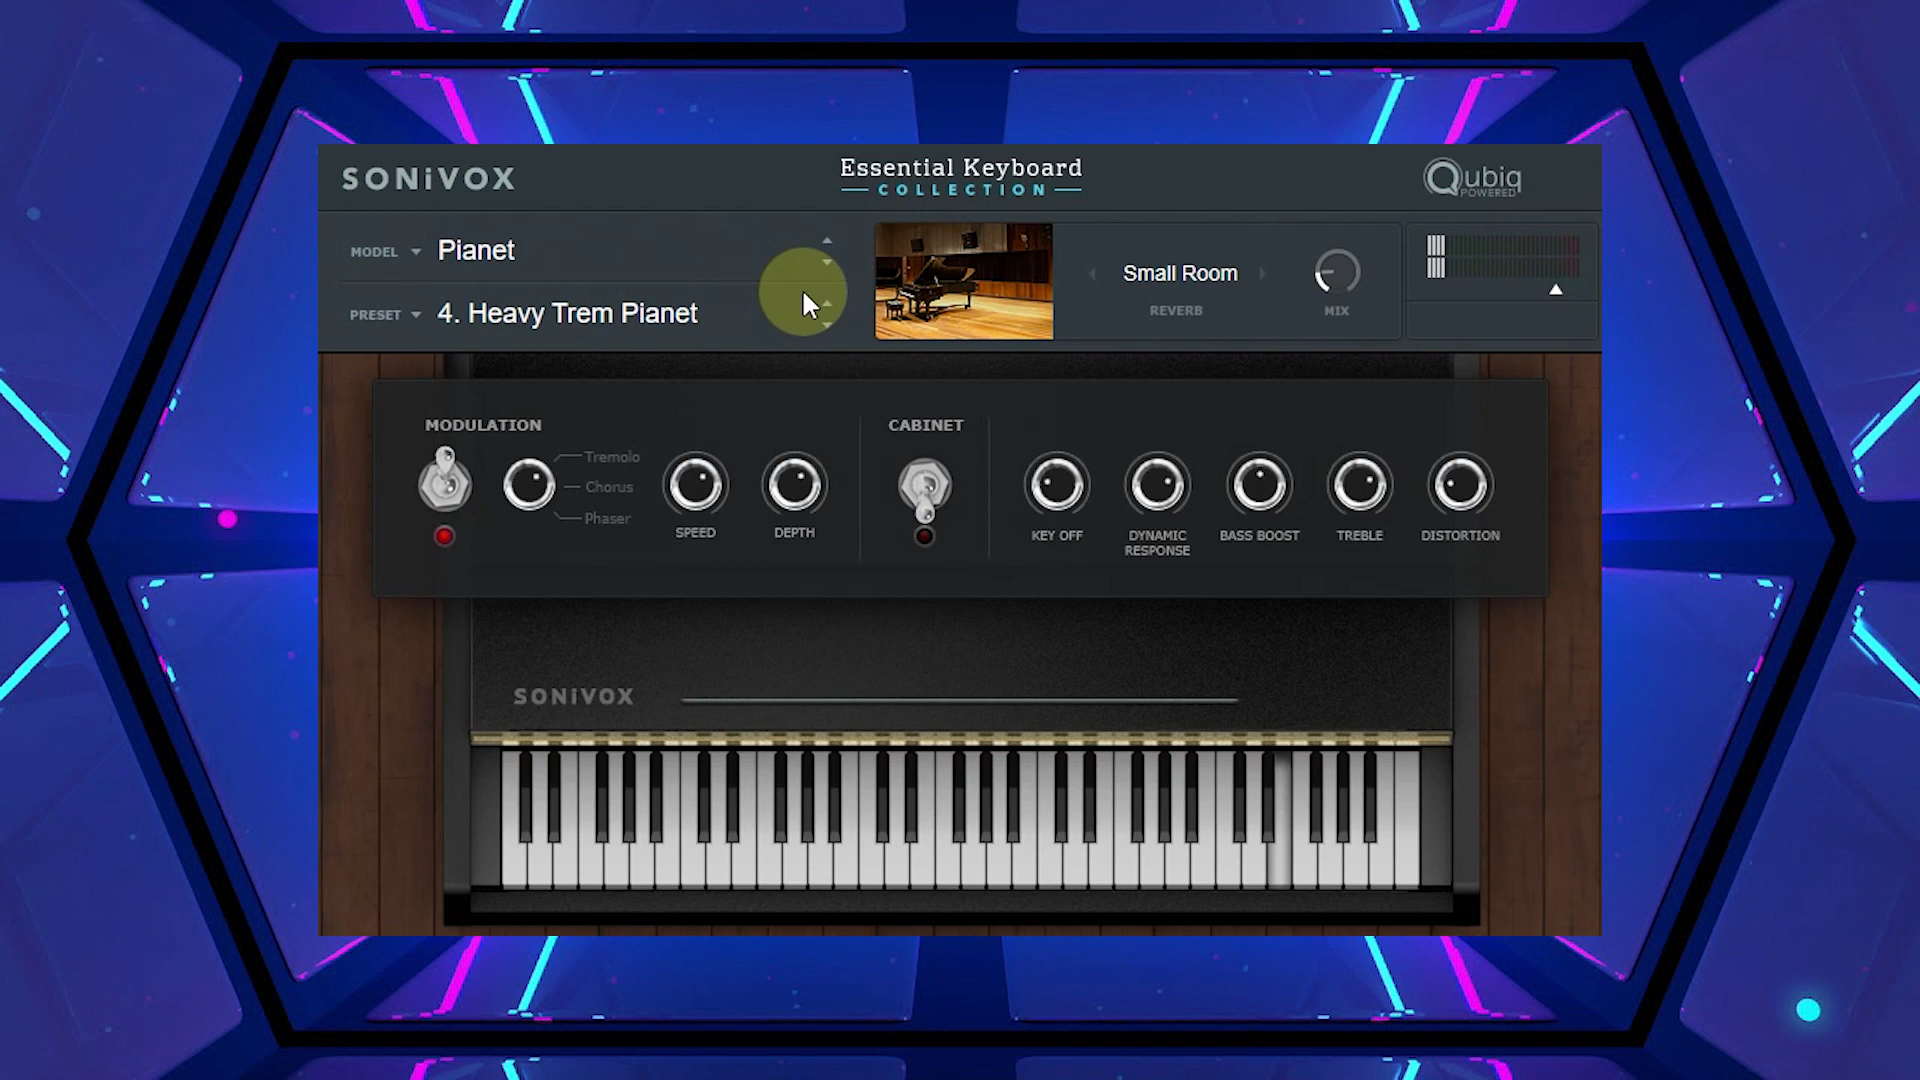 SONiVOX
Essential Keyboard
COLLECTION
Qubiq
POWERED
MODEL
Pianet
PRESET
4. Heavy Trem Pianet
Small Room
REVERB
MIX
MODULATION
Tremolo
Chorus
Phaser
SPEED
DEPTH
CABINET
KEY OFF
DYNAMIC
RESPONSE
BASS BOOST
TREBLE
DISTORTION
SONiVOX